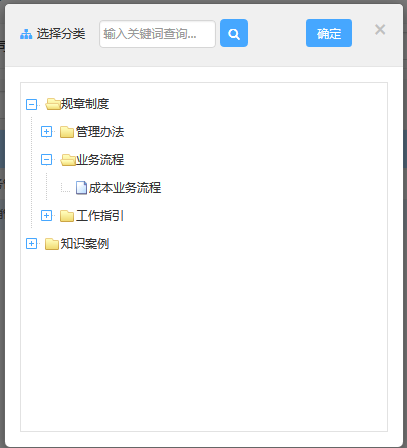 选择分类 输入关键词查询... 确定 ×
规章制度
管理办法
业务流程
成本业务流程
工作指引
知识案例